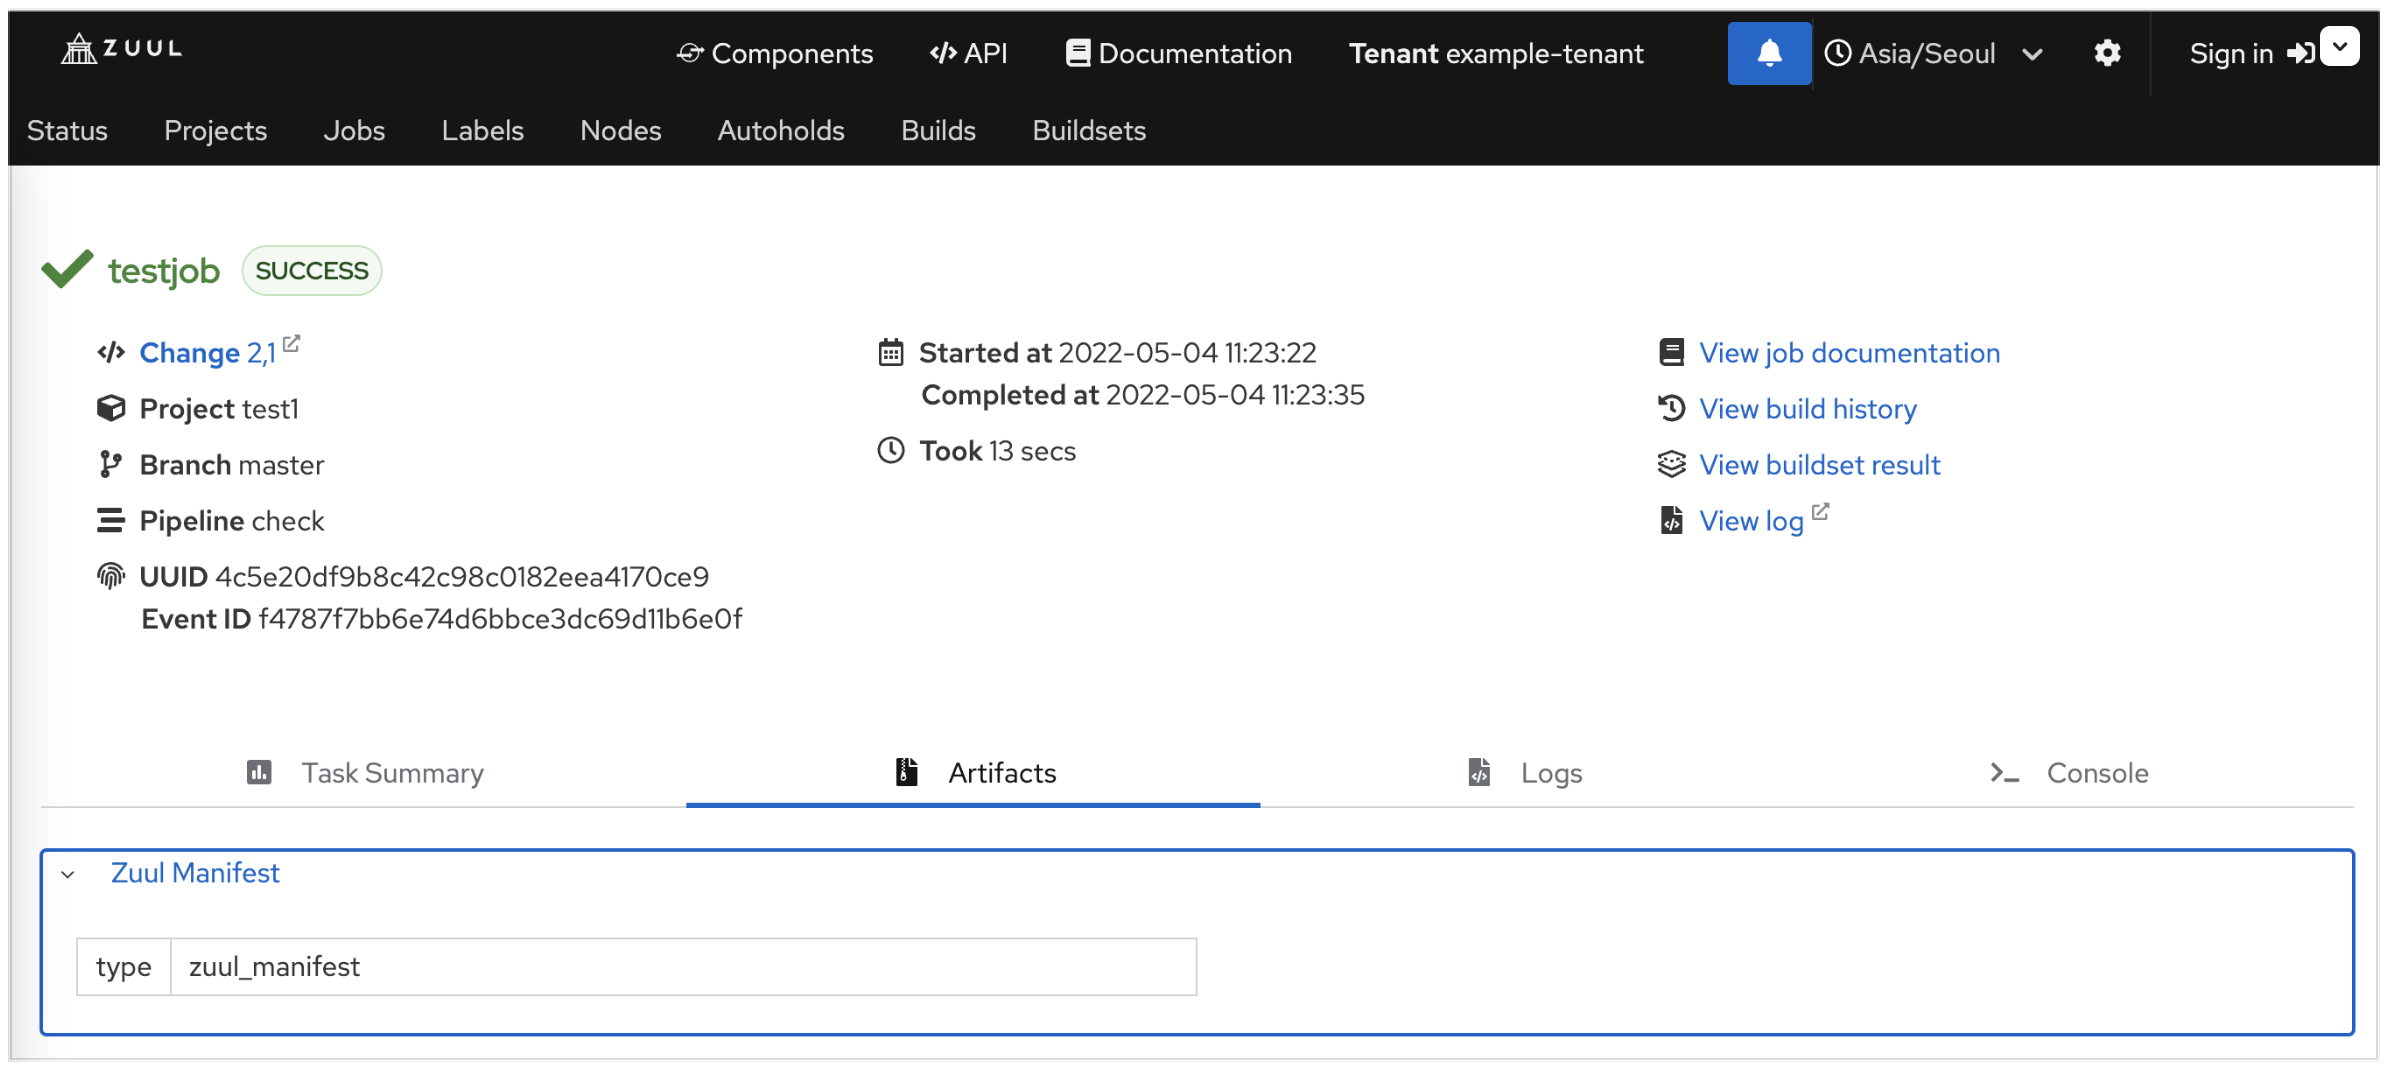 ZUUL
Components
API
Documentation
Tenant example-tenant
Asia/Seoul
Sign in
Status
Projects
Jobs
Labels
Nodes
Autoholds
Builds
Buildsets
testjob
SUCCESS
Change 2,1
Project test1
Branch master
Pipeline check
UUID 4c5e20df9b8c42c98c0182eea4170ce9
Event ID f4787f7bb6e74d6bbce3dc69d11b6e0f
Started at 2022-05-04 11:23:22
Completed at 2022-05-04 11:23:35
Took 13 secs
View job documentation
View build history
View buildset result
View log
Task Summary
Artifacts
Logs
Console
Zuul Manifest
type
zuul_manifest